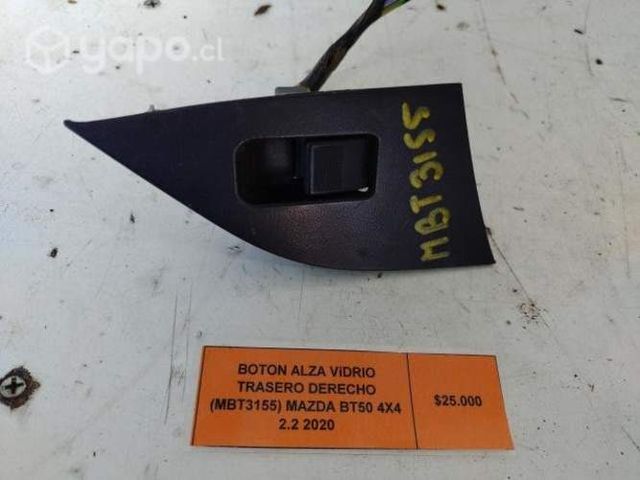 yapo.cl
MBT3155
BOTON ALZA ViDRIO
TRASERO DERECHO
(MBT3155) MAZDA BT50 4X4
2.2 2020
$25.000